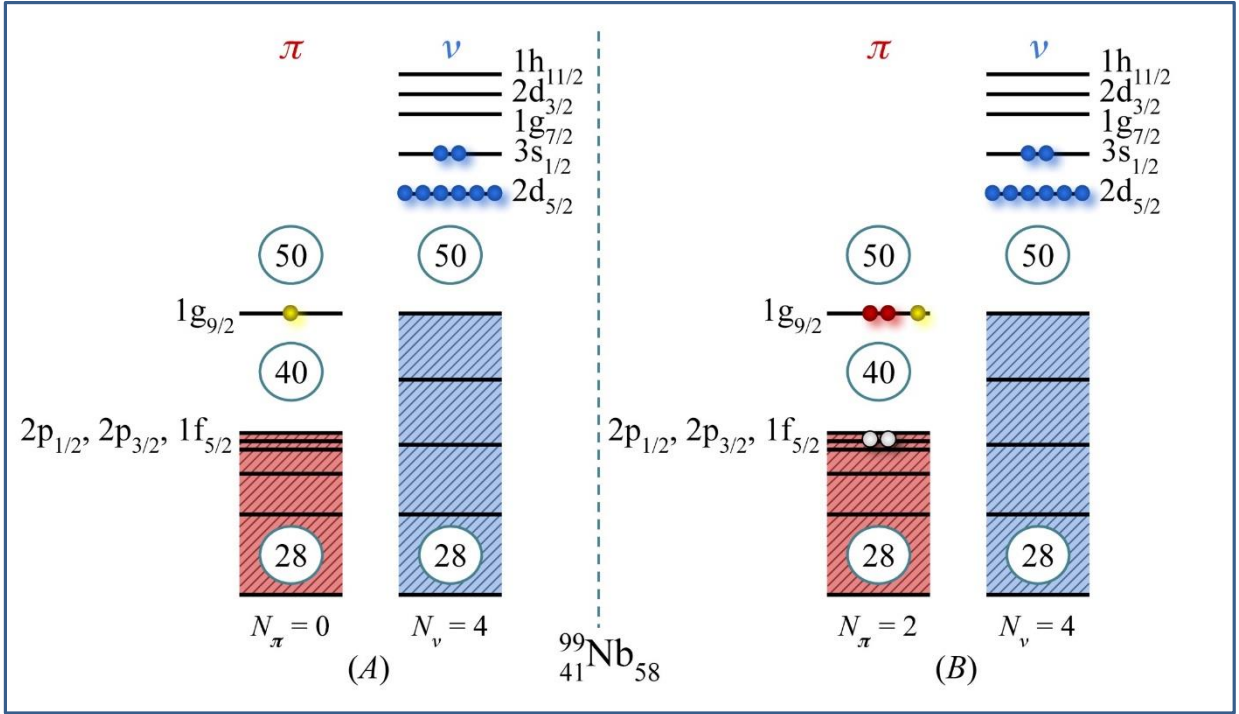 π ν
1h11/2
2d3/2
1g7/2
3s1/2
2d5/2
50 50
1g9/2
40
2p1/2, 2p3/2, 1f5/2
28 28
Nπ = 0 Nν = 4
(A)
π ν
1h11/2
2d3/2
1g7/2
3s1/2
2d5/2
50 50
1g9/2
40
2p1/2, 2p3/2, 1f5/2
28 28
Nπ = 2 Nν = 4
(B)
99
41Nb58